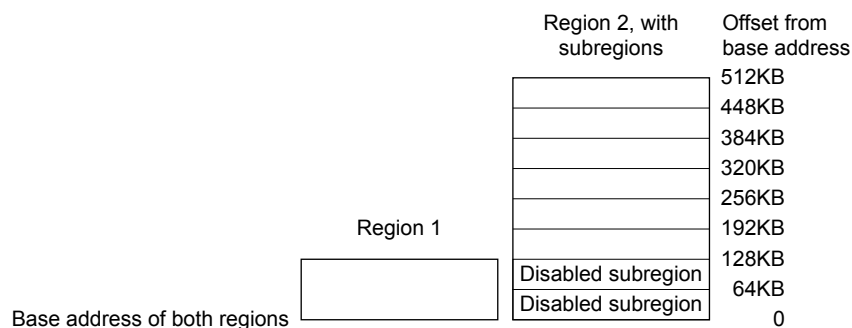 Region 2, with
subregions
Offset from
base address
512KB
448KB
384KB
320KB
256KB
Region 1
192KB
128KB
Disabled subregion
64KB
Disabled subregion
Base address of both regions
0